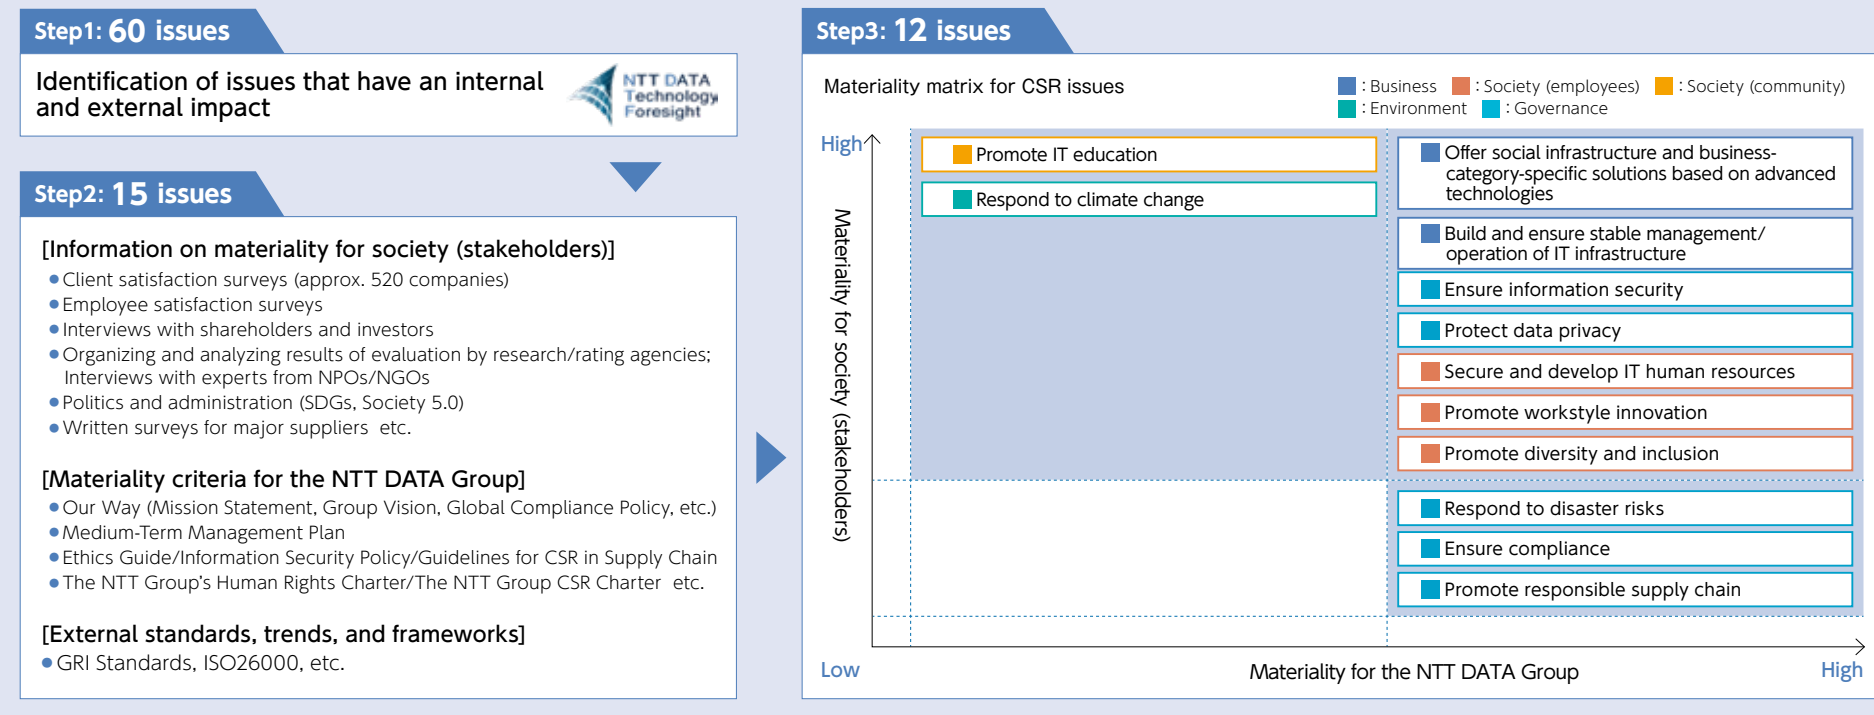 Step1: 60 issues
Identification of issues that have an internal
and external impact
NTT DATA
Technology
Foresight
Step2: 15 issues
[Information on materiality for society (stakeholders)]
● Client satisfaction surveys (approx. 520 companies)
● Employee satisfaction surveys
● Interviews with shareholders and investors
● Organizing and analyzing results of evaluation by research/rating agencies;
Interviews with experts from NPOs/NGOs
● Politics and administration (SDGs, Society 5.0)
● Written surveys for major suppliers etc.
[Materiality criteria for the NTT DATA Group]
● Our Way (Mission Statement, Group Vision, Global Compliance Policy, etc.)
● Medium-Term Management Plan
● Ethics Guide/Information Security Policy/Guidelines for CSR in Supply Chain
● The NTT Group's Human Rights Charter/The NTT Group CSR Charter etc.
[External standards, trends, and frameworks]
● GRI Standards, ISO26000, etc.
Step3: 12 issues
Materiality matrix for CSR issues
: Business : Society (employees) : Society (community)
: Environment : Governance
High
Materiality for society (stakeholders)
Promote IT education
Respond to climate change
Offer social infrastructure and business-
category-specific solutions based on advanced
technologies
Build and ensure stable management/
operation of IT infrastructure
Ensure information security
Protect data privacy
Secure and develop IT human resources
Promote workstyle innovation
Promote diversity and inclusion
Respond to disaster risks
Ensure compliance
Promote responsible supply chain
Low
Materiality for the NTT DATA Group
High